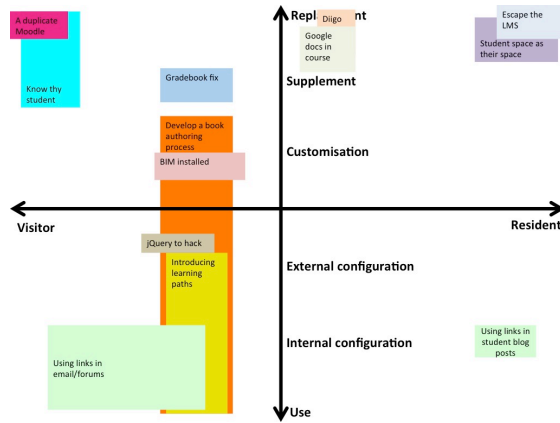 A duplicate
Moodle
Know thy
student
Gradebook fix
Develop a book
authoring
process
BIM installed
Diigo
Google
docs in
course
Supplement
Customisation
Escape the
LMS
Student space as
their space
Visitor
Resident
jQuery to hack
Introducing
learning
paths
External configuration
Using links in
email/forums
Internal configuration
Using links in
student blog
posts
Use